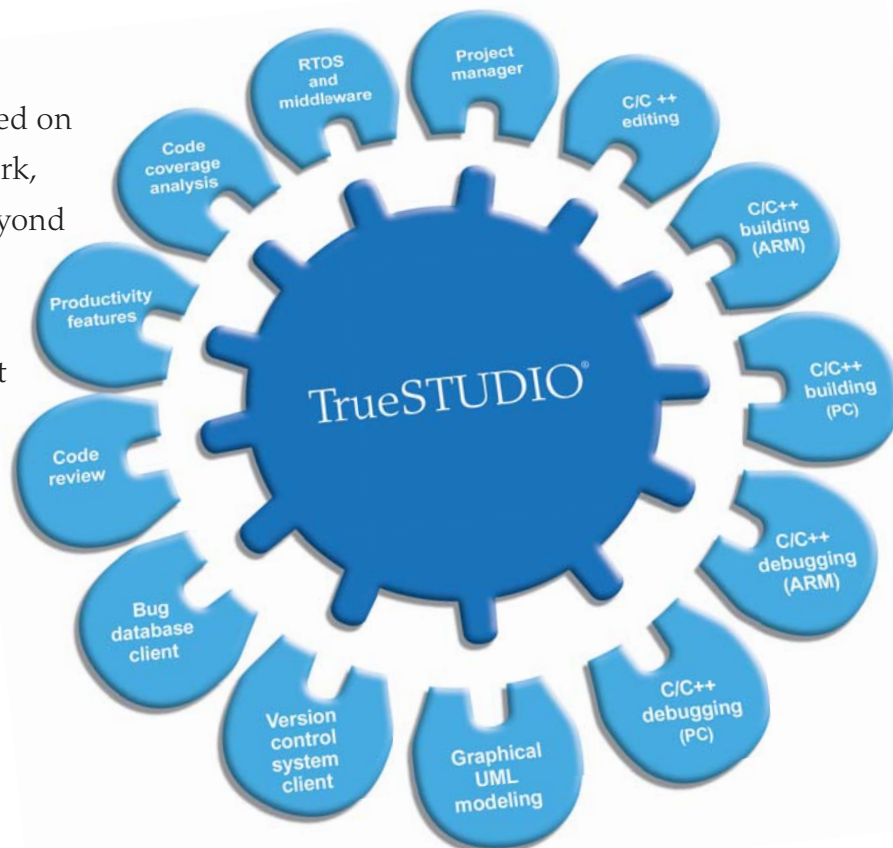 ed on
rk,
yond
t
TrueSTUDIO®
Project
manager
C/C ++
editing
C/C++
building
(ARM)
C/C++
building
(PC)
C/C++
debugging
(ARM)
C/C++
debugging
(PC)
Graphical
UML
modeling
Version
control
system
client
Bug
database
client
Code
review
Productivity
features
Code
coverage
analysis
RTOS
and
middleware